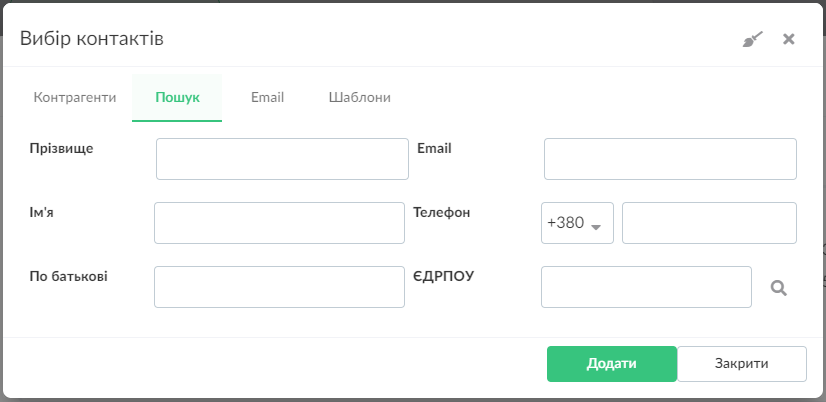 Вибір контактів
Контрагенти Пошук Email Шаблони
Прізвище Email
Ім'я Телефон +380
По батькові ЄДРПОУ
Додати Закрити